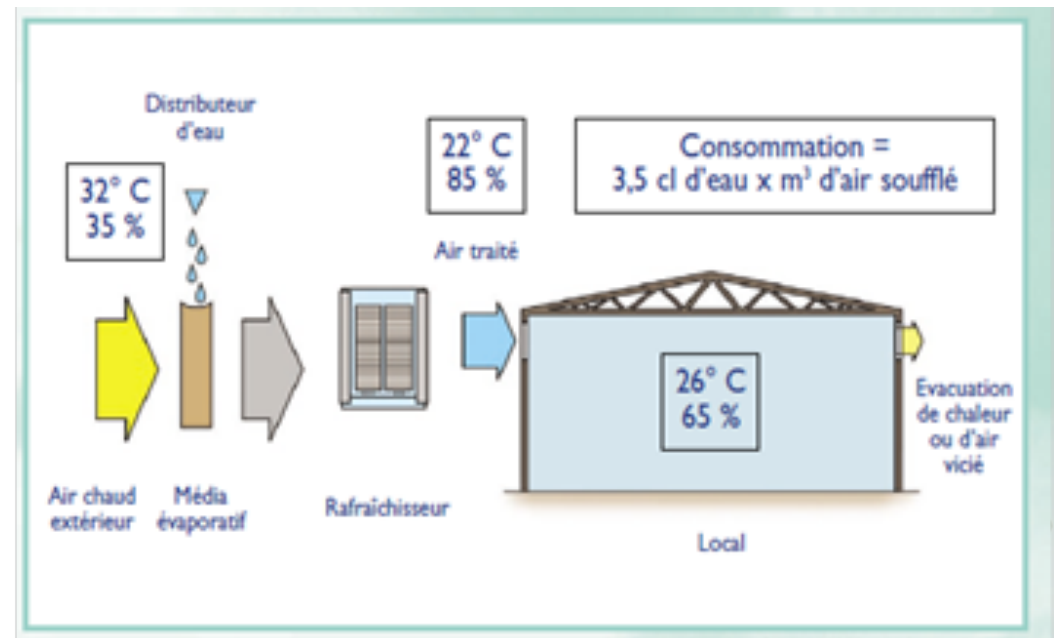 Distributeur
d'eau
32° C
35 %
22° C
85 %
Consommation =
3,5 cl d'eau x m³ d'air soufflé
Air traité
26° C
65 %
Evacuation
de chaleur
ou d'air
vicié
Air chaud
extérieur
Média
évaporatif
Rafraîchisseur
Local